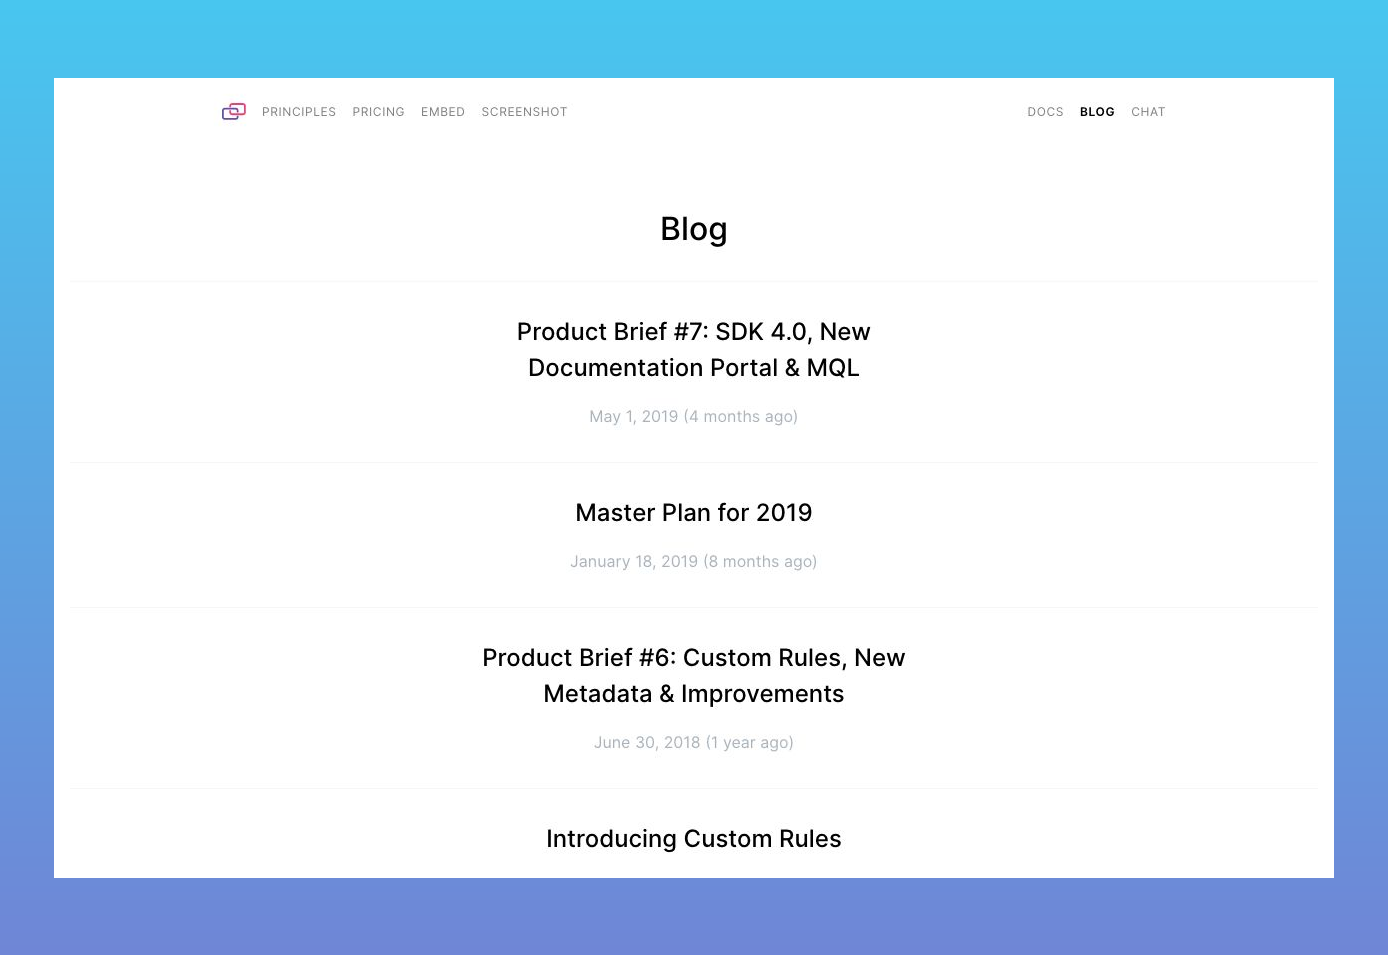 PRINCIPLES PRICING EMBED SCREENSHOT DOCS BLOG CHAT
Blog
Product Brief #7: SDK 4.0, New
Documentation Portal & MQL
May 1, 2019 (4 months ago)
Master Plan for 2019
January 18, 2019 (8 months ago)
Product Brief #6: Custom Rules, New
Metadata & Improvements
June 30, 2018 (1 year ago)
Introducing Custom Rules